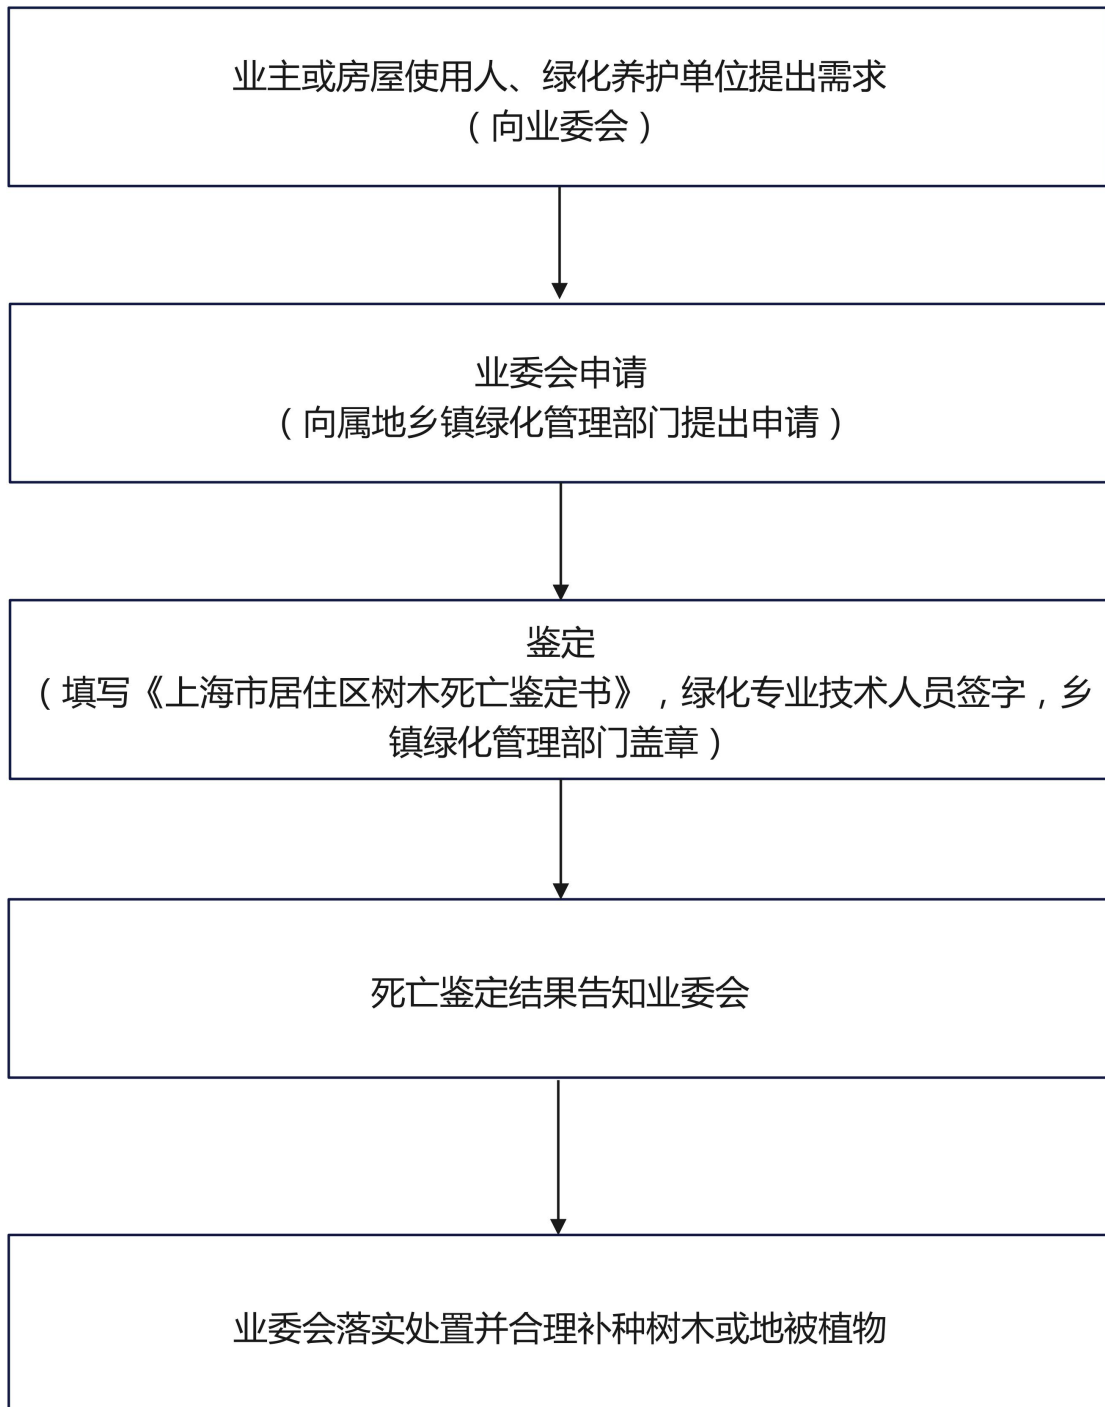 业主或房屋使用人、绿化养护单位提出需求
（向业委会）
业委会申请
（向属地乡镇绿化管理部门提出申请）
鉴定
（填写《上海市居住区树木死亡鉴定书》，绿化专业技术人员签字，乡
镇绿化管理部门盖章）
死亡鉴定结果告知业委会
业委会落实处置并合理补种树木或地被植物